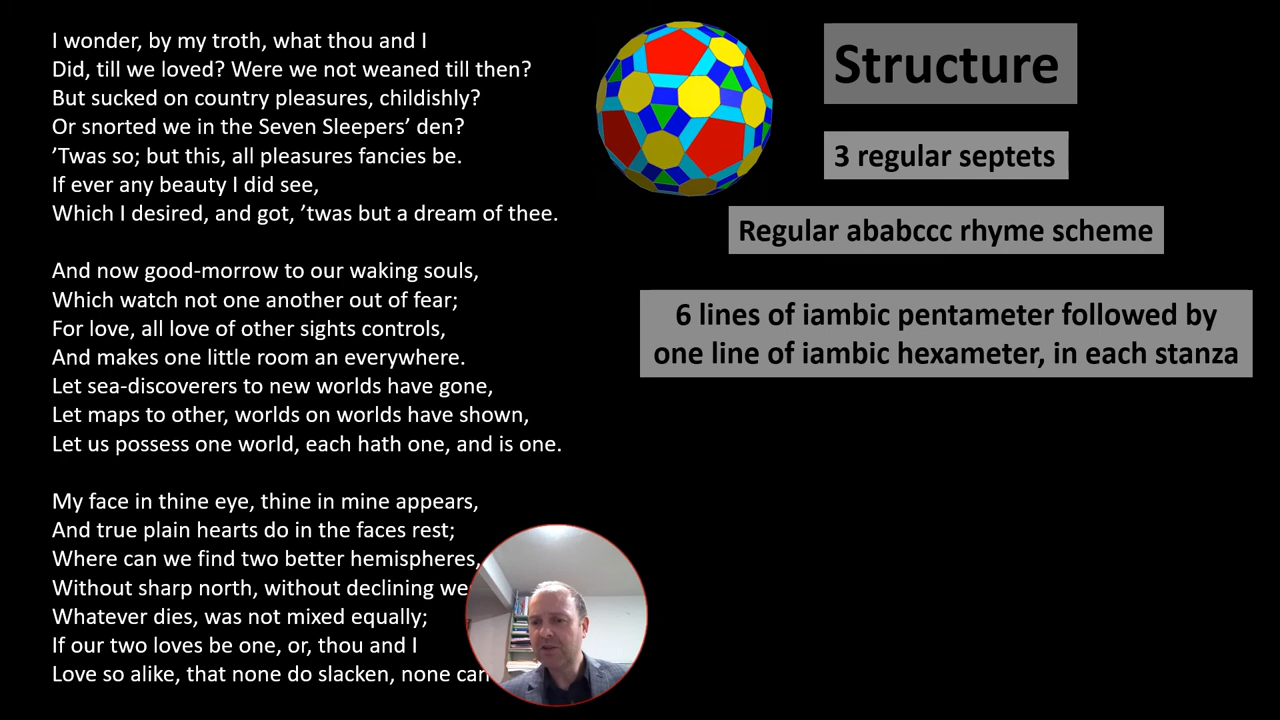 I wonder, by my troth, what thou and I
Did, till we loved? Were we not weaned till then?
But sucked on country pleasures, childishly?
Or snorted we in the Seven Sleepers’ den?
’Twas so; but this, all pleasures fancies be.
If ever any beauty I did see,
Which I desired, and got, ’twas but a dream of thee.
And now good-morrow to our waking souls,
Which watch not one another out of fear;
For love, all love of other sights controls,
And makes one little room an everywhere.
Let sea-discoverers to new worlds have gone,
Let maps to other, worlds on worlds have shown,
Let us possess one world, each hath one, and is one.
My face in thine eye, thine in mine appears,
And true plain hearts do in the faces rest;
Where can we find two better hemispheres,
Without sharp north, without declining
Whatever dies, was not mixed equally;
If our two loves be one, or, thou and I
Love so alike, that none do slacken, none can
Structure
3 regular septets
Regular ababccc rhyme scheme
6 lines of iambic pentameter followed by
one line of iambic hexameter, in each stanza